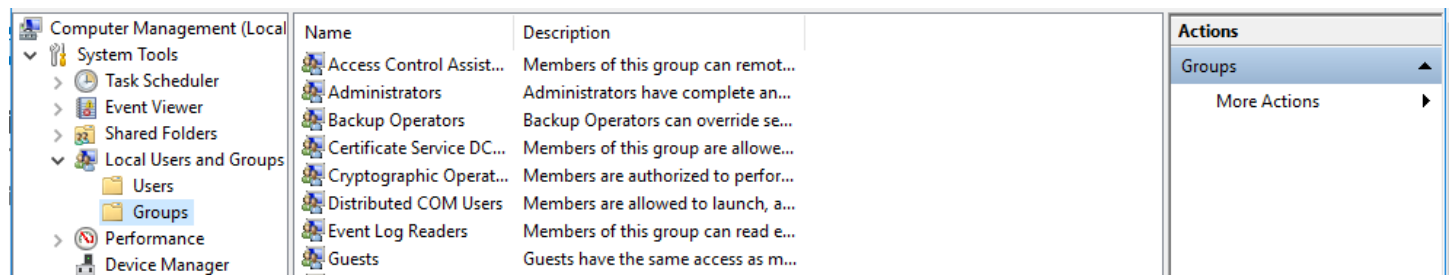 Computer Management (Local
System Tools
Task Scheduler
Event Viewer
Shared Folders
Local Users and Groups
Users
Groups
Performance
Device Manager
Name Description
Access Control Assist... Members of this group can remot...
Administrators Administrators have complete an...
Backup Operators Backup Operators can override se...
Certificate Service DC... Members of this group are allowe...
Cryptographic Operat... Members are authorized to perfor...
Distributed COM Users Members are allowed to launch, a...
Event Log Readers Members of this group can read e...
Guests Guests have the same access as m...
Actions
Groups
More Actions